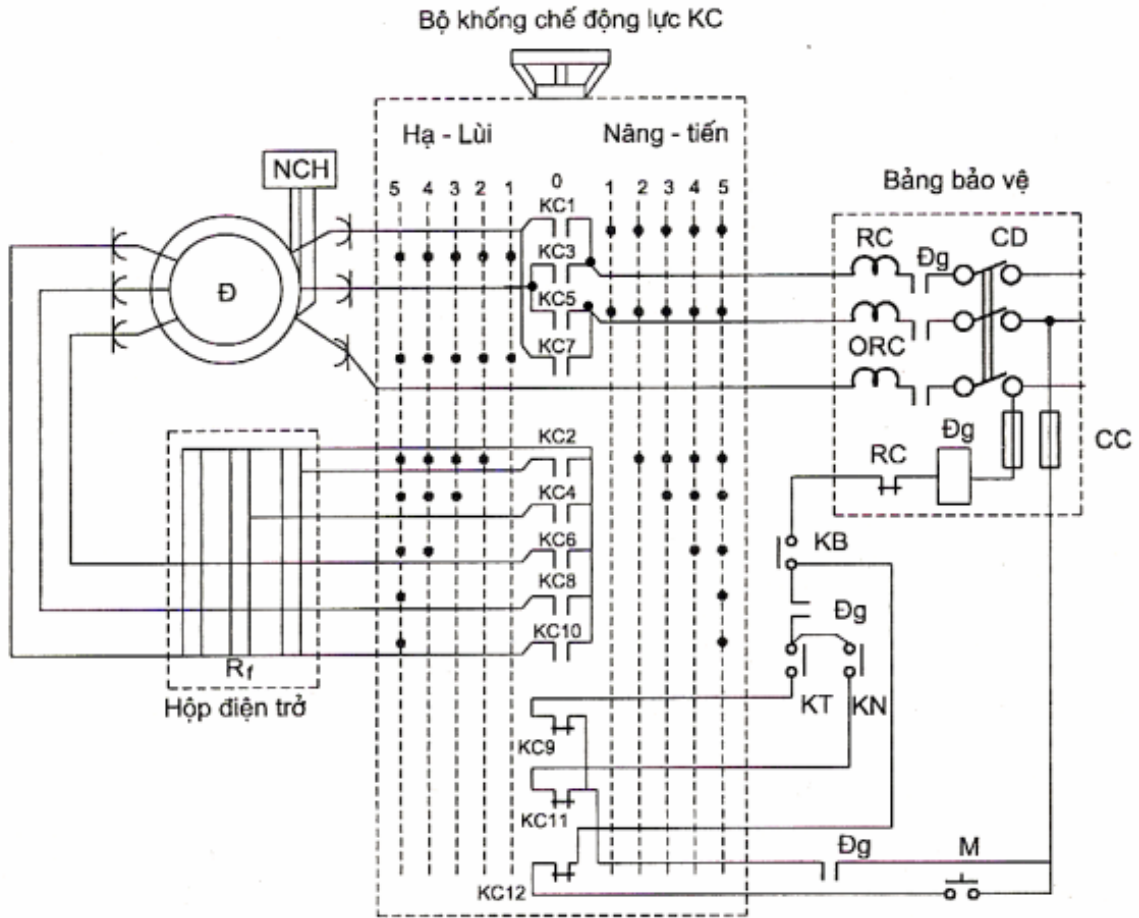 Bộ khống chế động lực KC
Hạ - Lùi
Nâng - tiến
NCH
5 4 3 2 1 0 1 2 3 4 5
Bảng bảo vệ
KC1
KC3
KC5
KC7
RC
Đg
CD
Đ
ORC
KC2
KC4
KC6
KC8
KC10
RC
Đg
CC
KB
Đg
Rf
Hộp điện trở
KT
KN
KC9
KC11
KC12
Đg
M